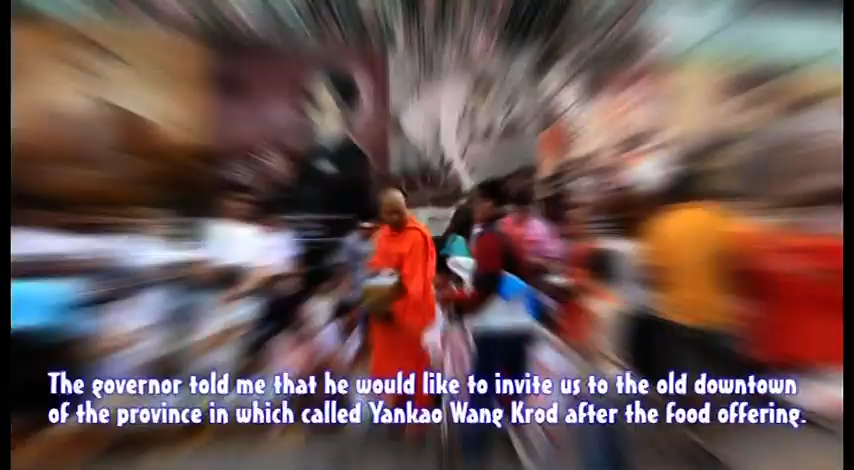 The governor told me that he would like to invite us to the old downtown
of the province in which called Yankao Wang Krod after the food offering.